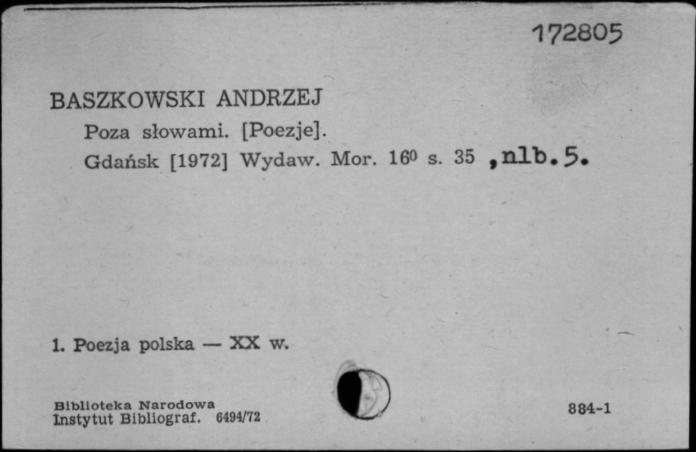 172805
BASZKOWSKI ANDRZEJ
Poza słowami. [Poezje].
Gdańsk [1972] Wydaw. Mor. 16⁰ s. 35 , nlb. 5.
1. Poezja polska — XX w.
Biblioteka Narodowa
Instytut Bibliograf. 6494/72
884-1